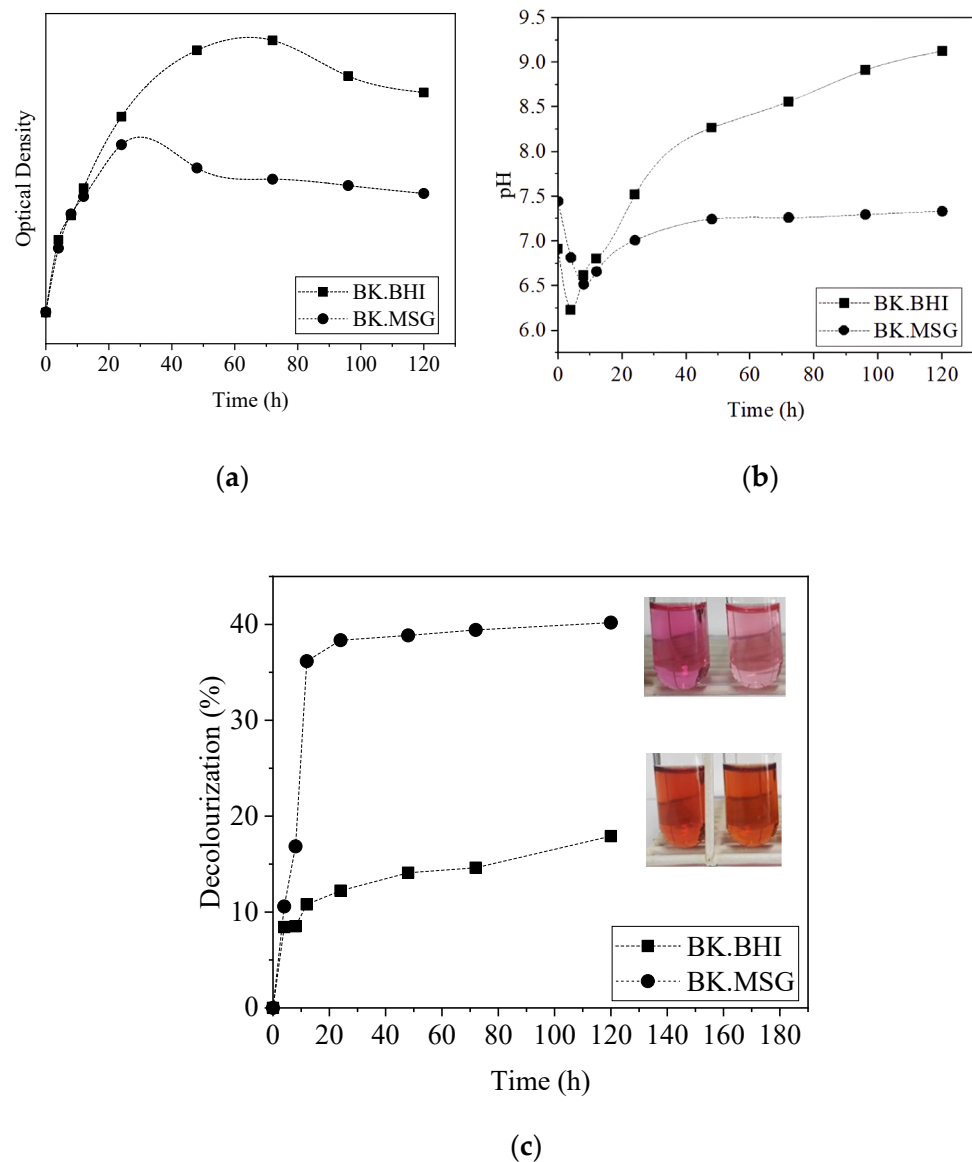 Optical Density
BK.BHI
BK.MSG
0 20 40 60 80 100 120
Time (h)
(a)
9.5
9.0
8.5
8.0
7.5
7.0
6.5
6.0
pH
BK.BHI
BK.MSG
0 20 40 60 80 100 120
Time (h)
(b)
40
30
20
10
0
Decolourization (%)
BK.BHI
BK.MSG
0 20 40 60 80 100 120 140 160 180
Time (h)
(c)